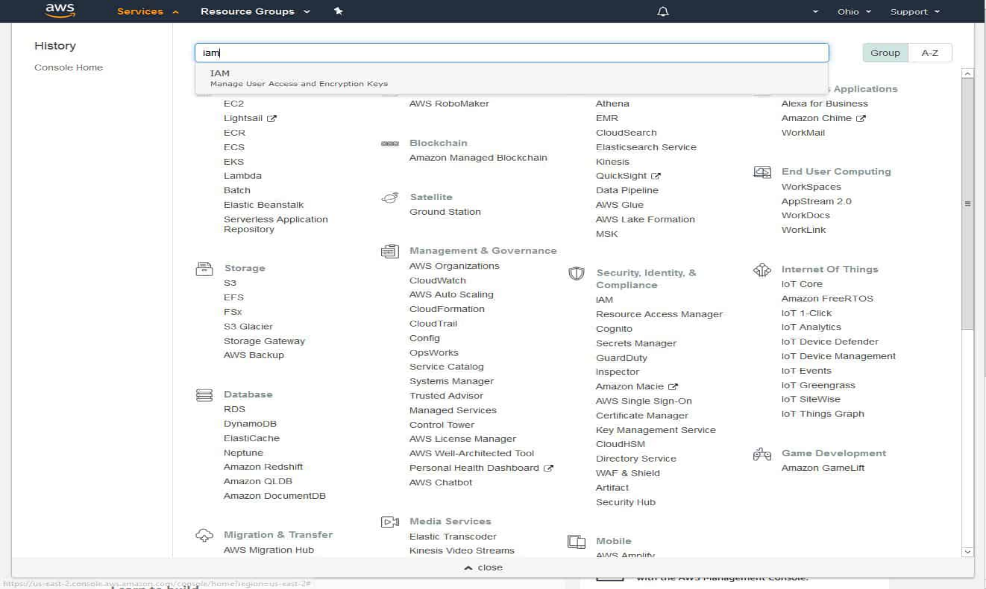 aws
Services
Resource Groups
Ohio
Support
History
Console Home
iam
Group
A-Z
IAM
Manage User Access and Encryption Keys
EC2
Lightsail
ECR
ECS
EKS
Lambda
Batch
Elastic Beanstalk
Serverless Application
Repository
Storage
S3
EFS
FSx
S3 Glacier
Storage Gateway
AWS Backup
Database
RDS
DynamoDB
ElastiCache
Neptune
Amazon Redshift
Amazon QLDB
Amazon DocumentDB
Migration & Transfer
AWS Migration Hub
AWS RoboMaker
Blockchain
Amazon Managed Blockchain
Satellite
Ground Station
Management & Governance
AWS Organizations
CloudWatch
AWS Auto Scaling
CloudFormation
CloudTrail
Config
OpsWorks
Service Catalog
Systems Manager
Trusted Advisor
Managed Services
Control Tower
AWS License Manager
AWS Well-Architected Tool
Personal Health Dashboard
AWS Chatbot
Media Services
Elastic Transcoder
Kinesis Video Streams
Athena
EMR
CloudSearch
Elasticsearch Service
Kinesis
QuickSight
Data Pipeline
AWS Glue
AWS Lake Formation
MSK
Security, Identity, &
Compliance
IAM
Resource Access Manager
Cognito
Secrets Manager
GuardDuty
Inspector
Amazon Macie
AWS Single Sign-On
Certificate Manager
Key Management Service
CloudHSM
Directory Service
WAF & Shield
Artifact
Security Hub
Mobile
AWS Amplify
Applications
Alexa for Business
Amazon Chime
WorkMail
End User Computing
WorkSpaces
AppStream 2.0
WorkDocs
WorkLink
Internet Of Things
IoT Core
Amazon FreeRTOS
IoT 1-Click
IoT Analytics
IoT Device Defender
IoT Device Management
IoT Events
IoT Greengrass
IoT SiteWise
IoT Things Graph
Game Development
Amazon GameLift
close
https://us-east-2.console.aws.amazon.com/console/home?region=us-east-2#
Learn to build
with the AWS Management Console.